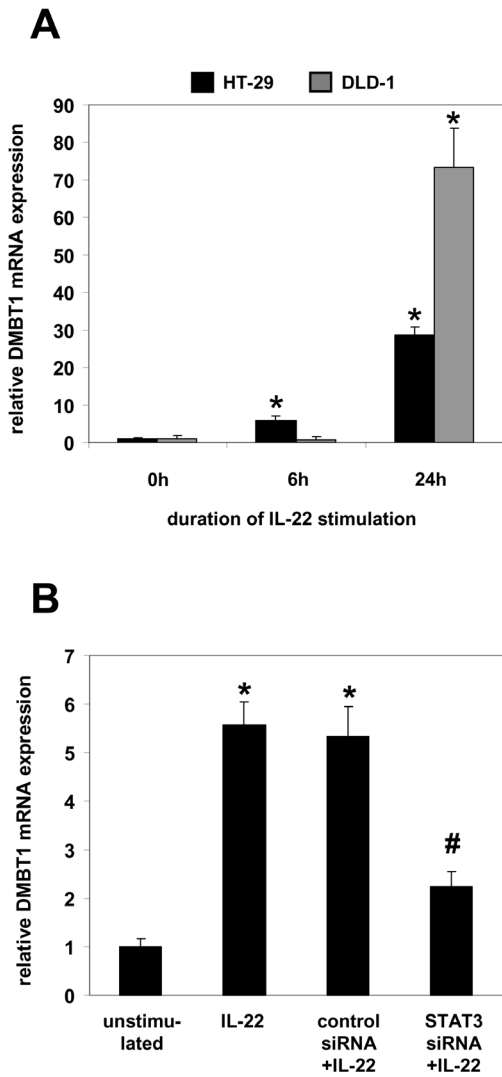 A
HT-29 DLD-1
relative DMBT1 mRNA expression
90
80
70
60
50
40
30
20
10
0
*
*
*
0h 6h 24h
duration of IL-22 stimulation
B
relative DMBT1 mRNA expression
7
6
5
4
3
2
1
0
* * #
unstimu-
lated
IL-22
control
siRNA
+IL-22
STAT3
siRNA
+IL-22